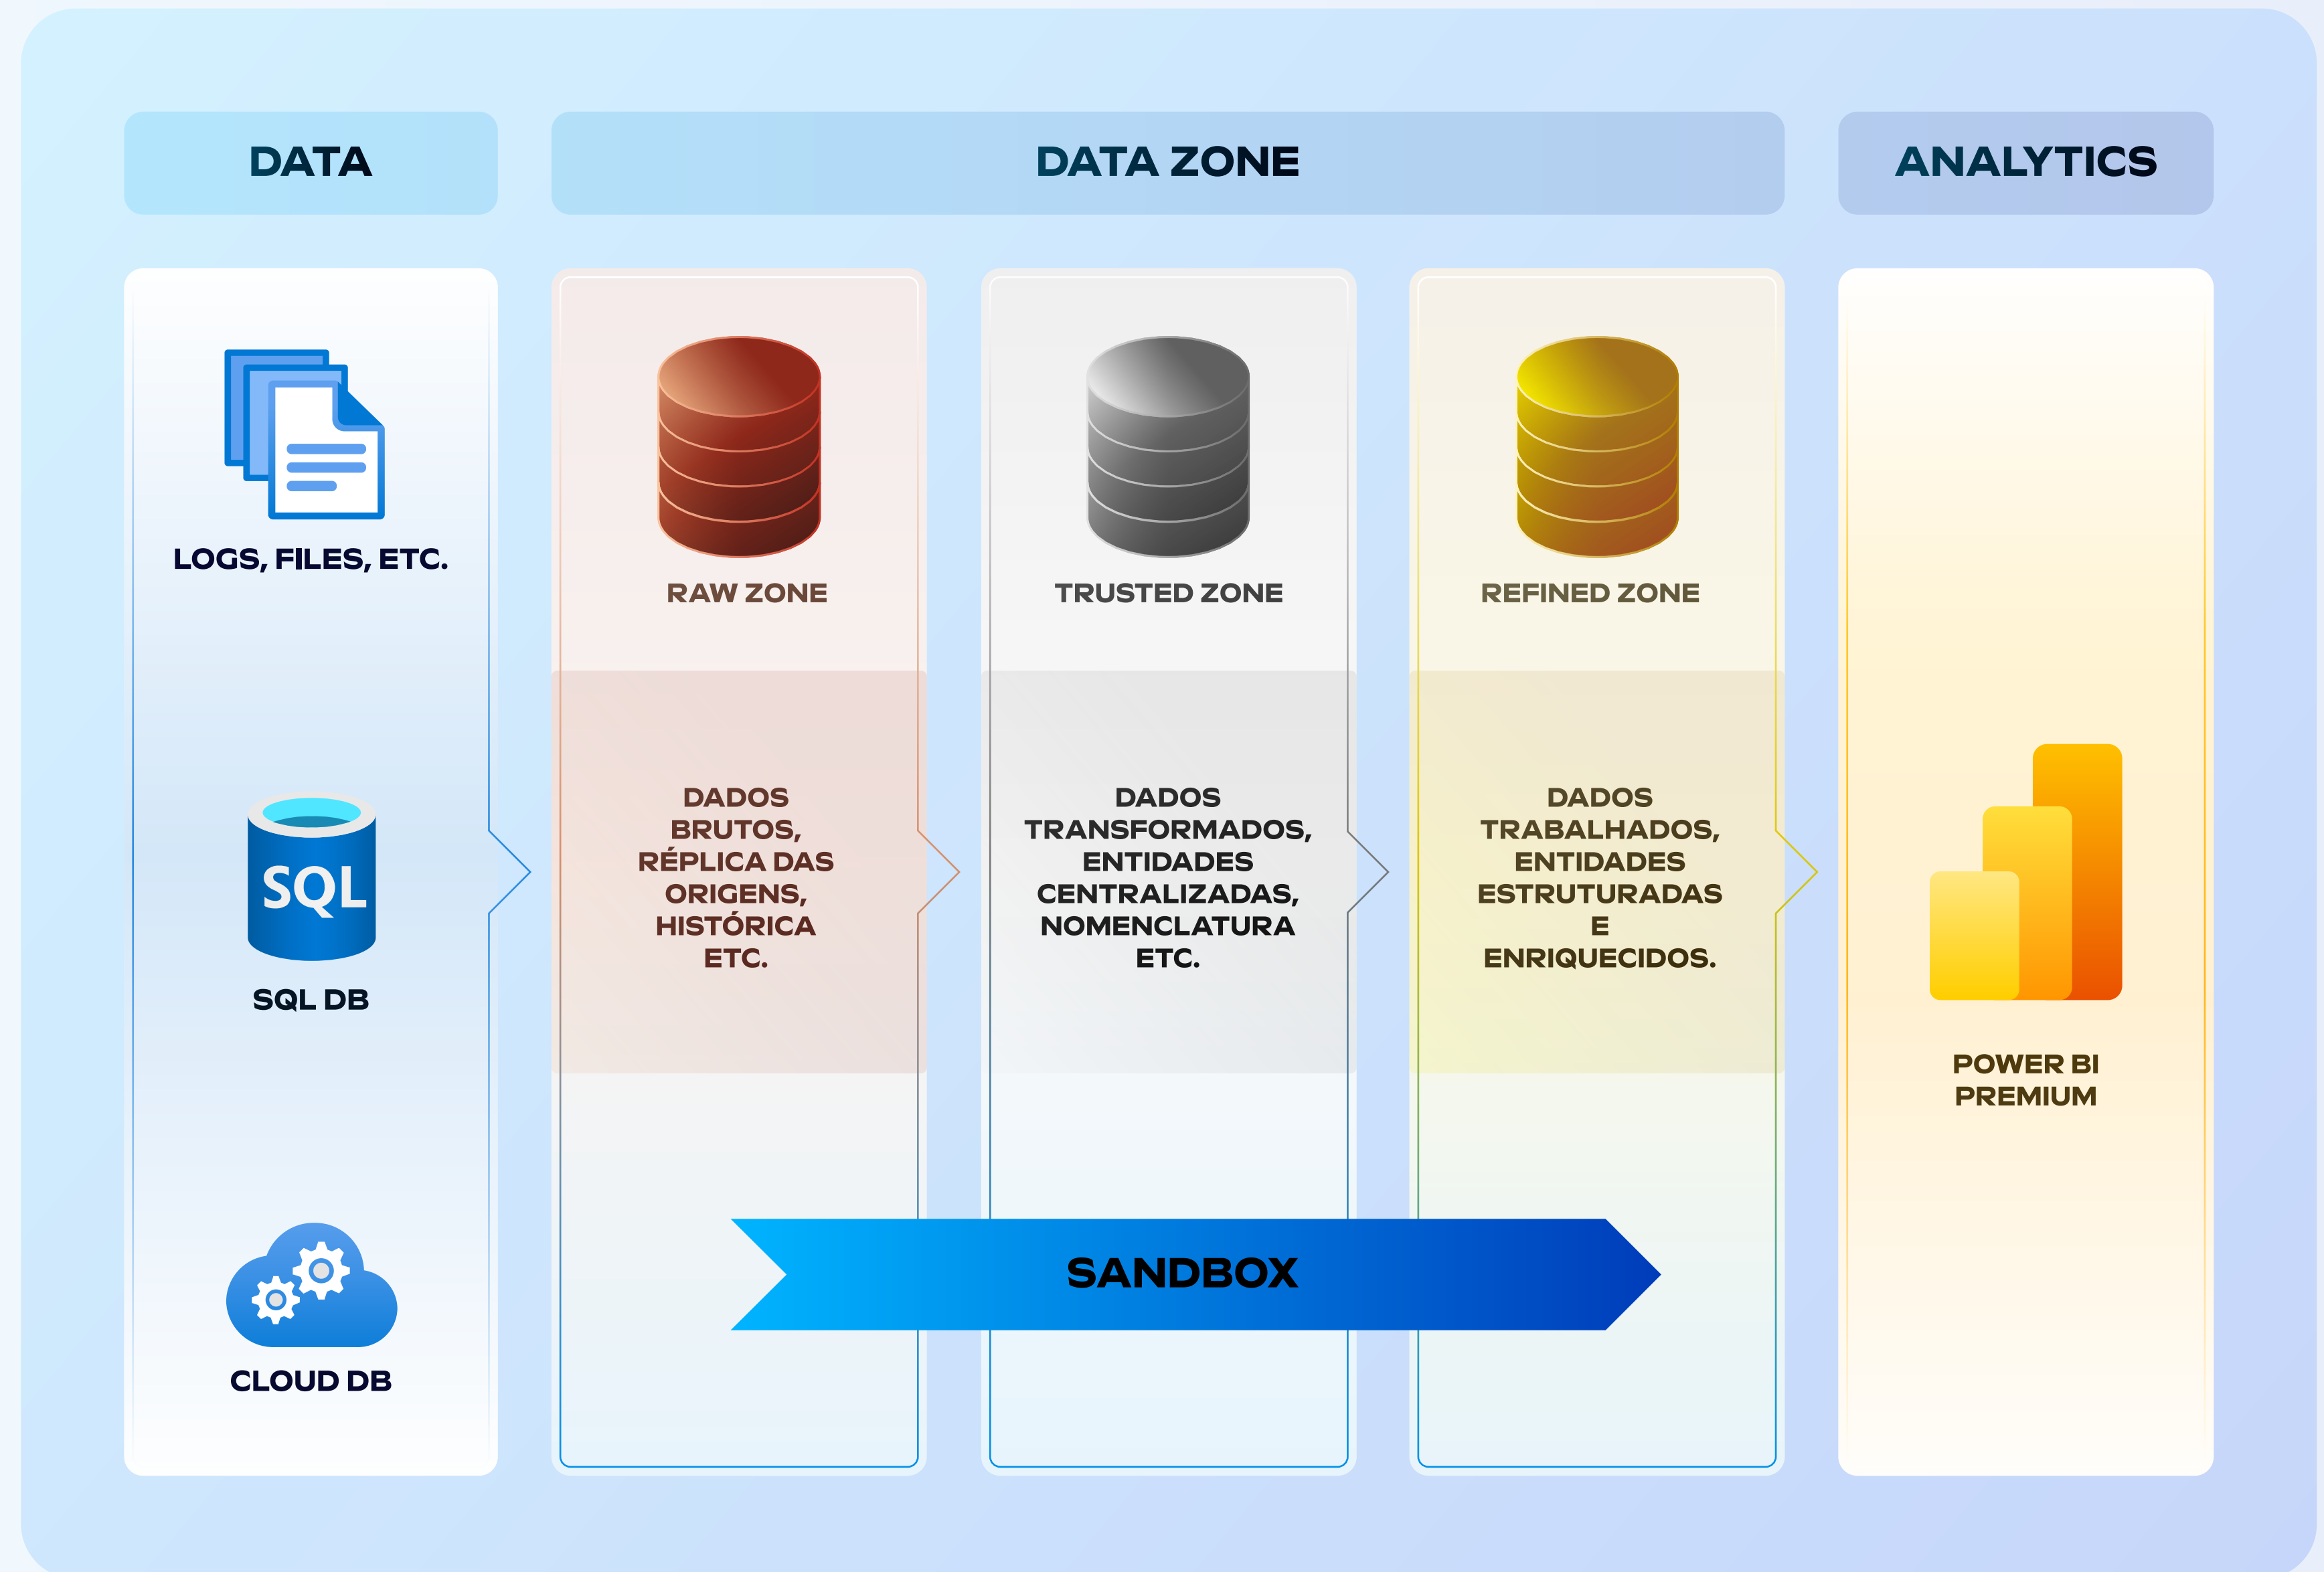 DATA
DATA ZONE
ANALYTICS
LOGS, FILES, ETC.
SQL
SQL DB
CLOUD DB
RAW ZONE
DADOS
BRUTOS,
RÉPLICA DAS
ORIGENS,
HISTÓRICA
ETC.
TRUSTED ZONE
DADOS
TRANSFORMADOS,
ENTIDADES
CENTRALIZADAS,
NOMENCLATURA
ETC.
REFINED ZONE
DADOS
TRABALHADOS,
ENTIDADES
ESTRUTURADAS
E
ENRIQUECIDOS.
SANDBOX
POWER BI
PREMIUM